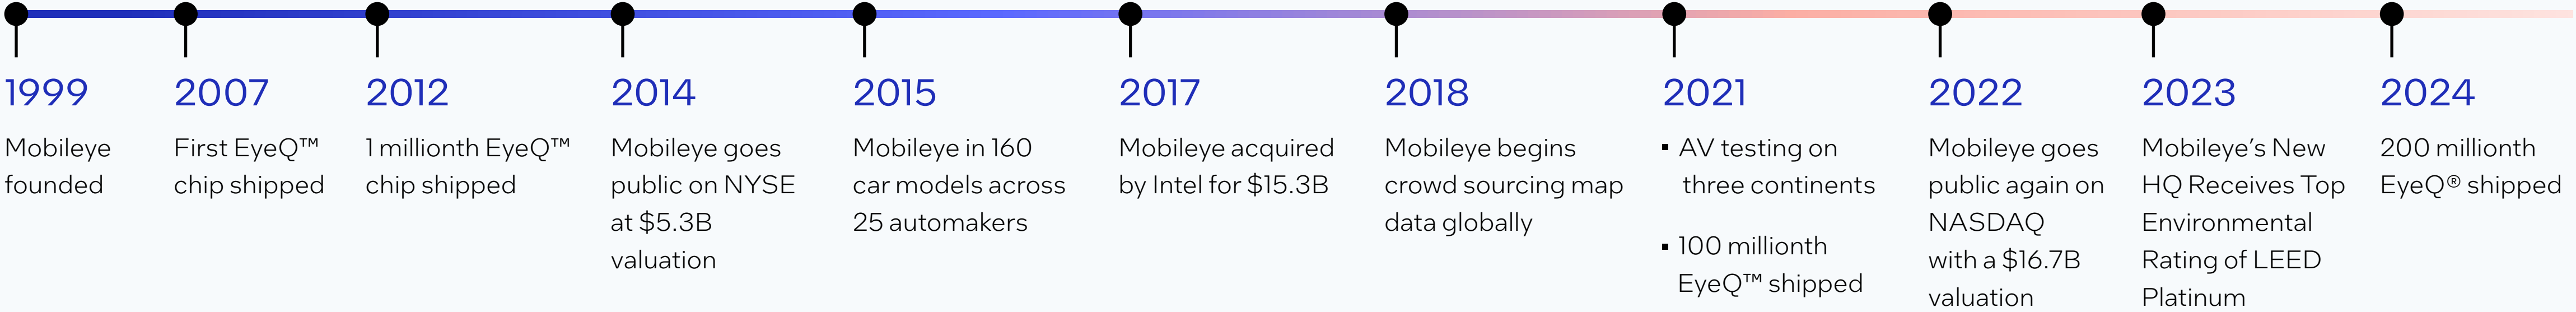 1999
Mobileye
founded
2007
First EyeQ™
chip shipped
2012
1 millionth EyeQ™
chip shipped
2014
Mobileye goes
public on NYSE
at $5.3B
valuation
2015
Mobileye in 160
car models across
25 automakers
2017
Mobileye acquired
by Intel for $15.3B
2018
Mobileye begins
crowd sourcing map
data globally
2021
▪ AV testing on
three continents
▪ 100 millionth
EyeQ™ shipped
2022
Mobileye goes
public again on
NASDAQ
with a $16.7B
valuation
2023
Mobileye's New
HQ Receives Top
Environmental
Rating of LEED
Platinum
2024
200 millionth
EyeQ® shipped